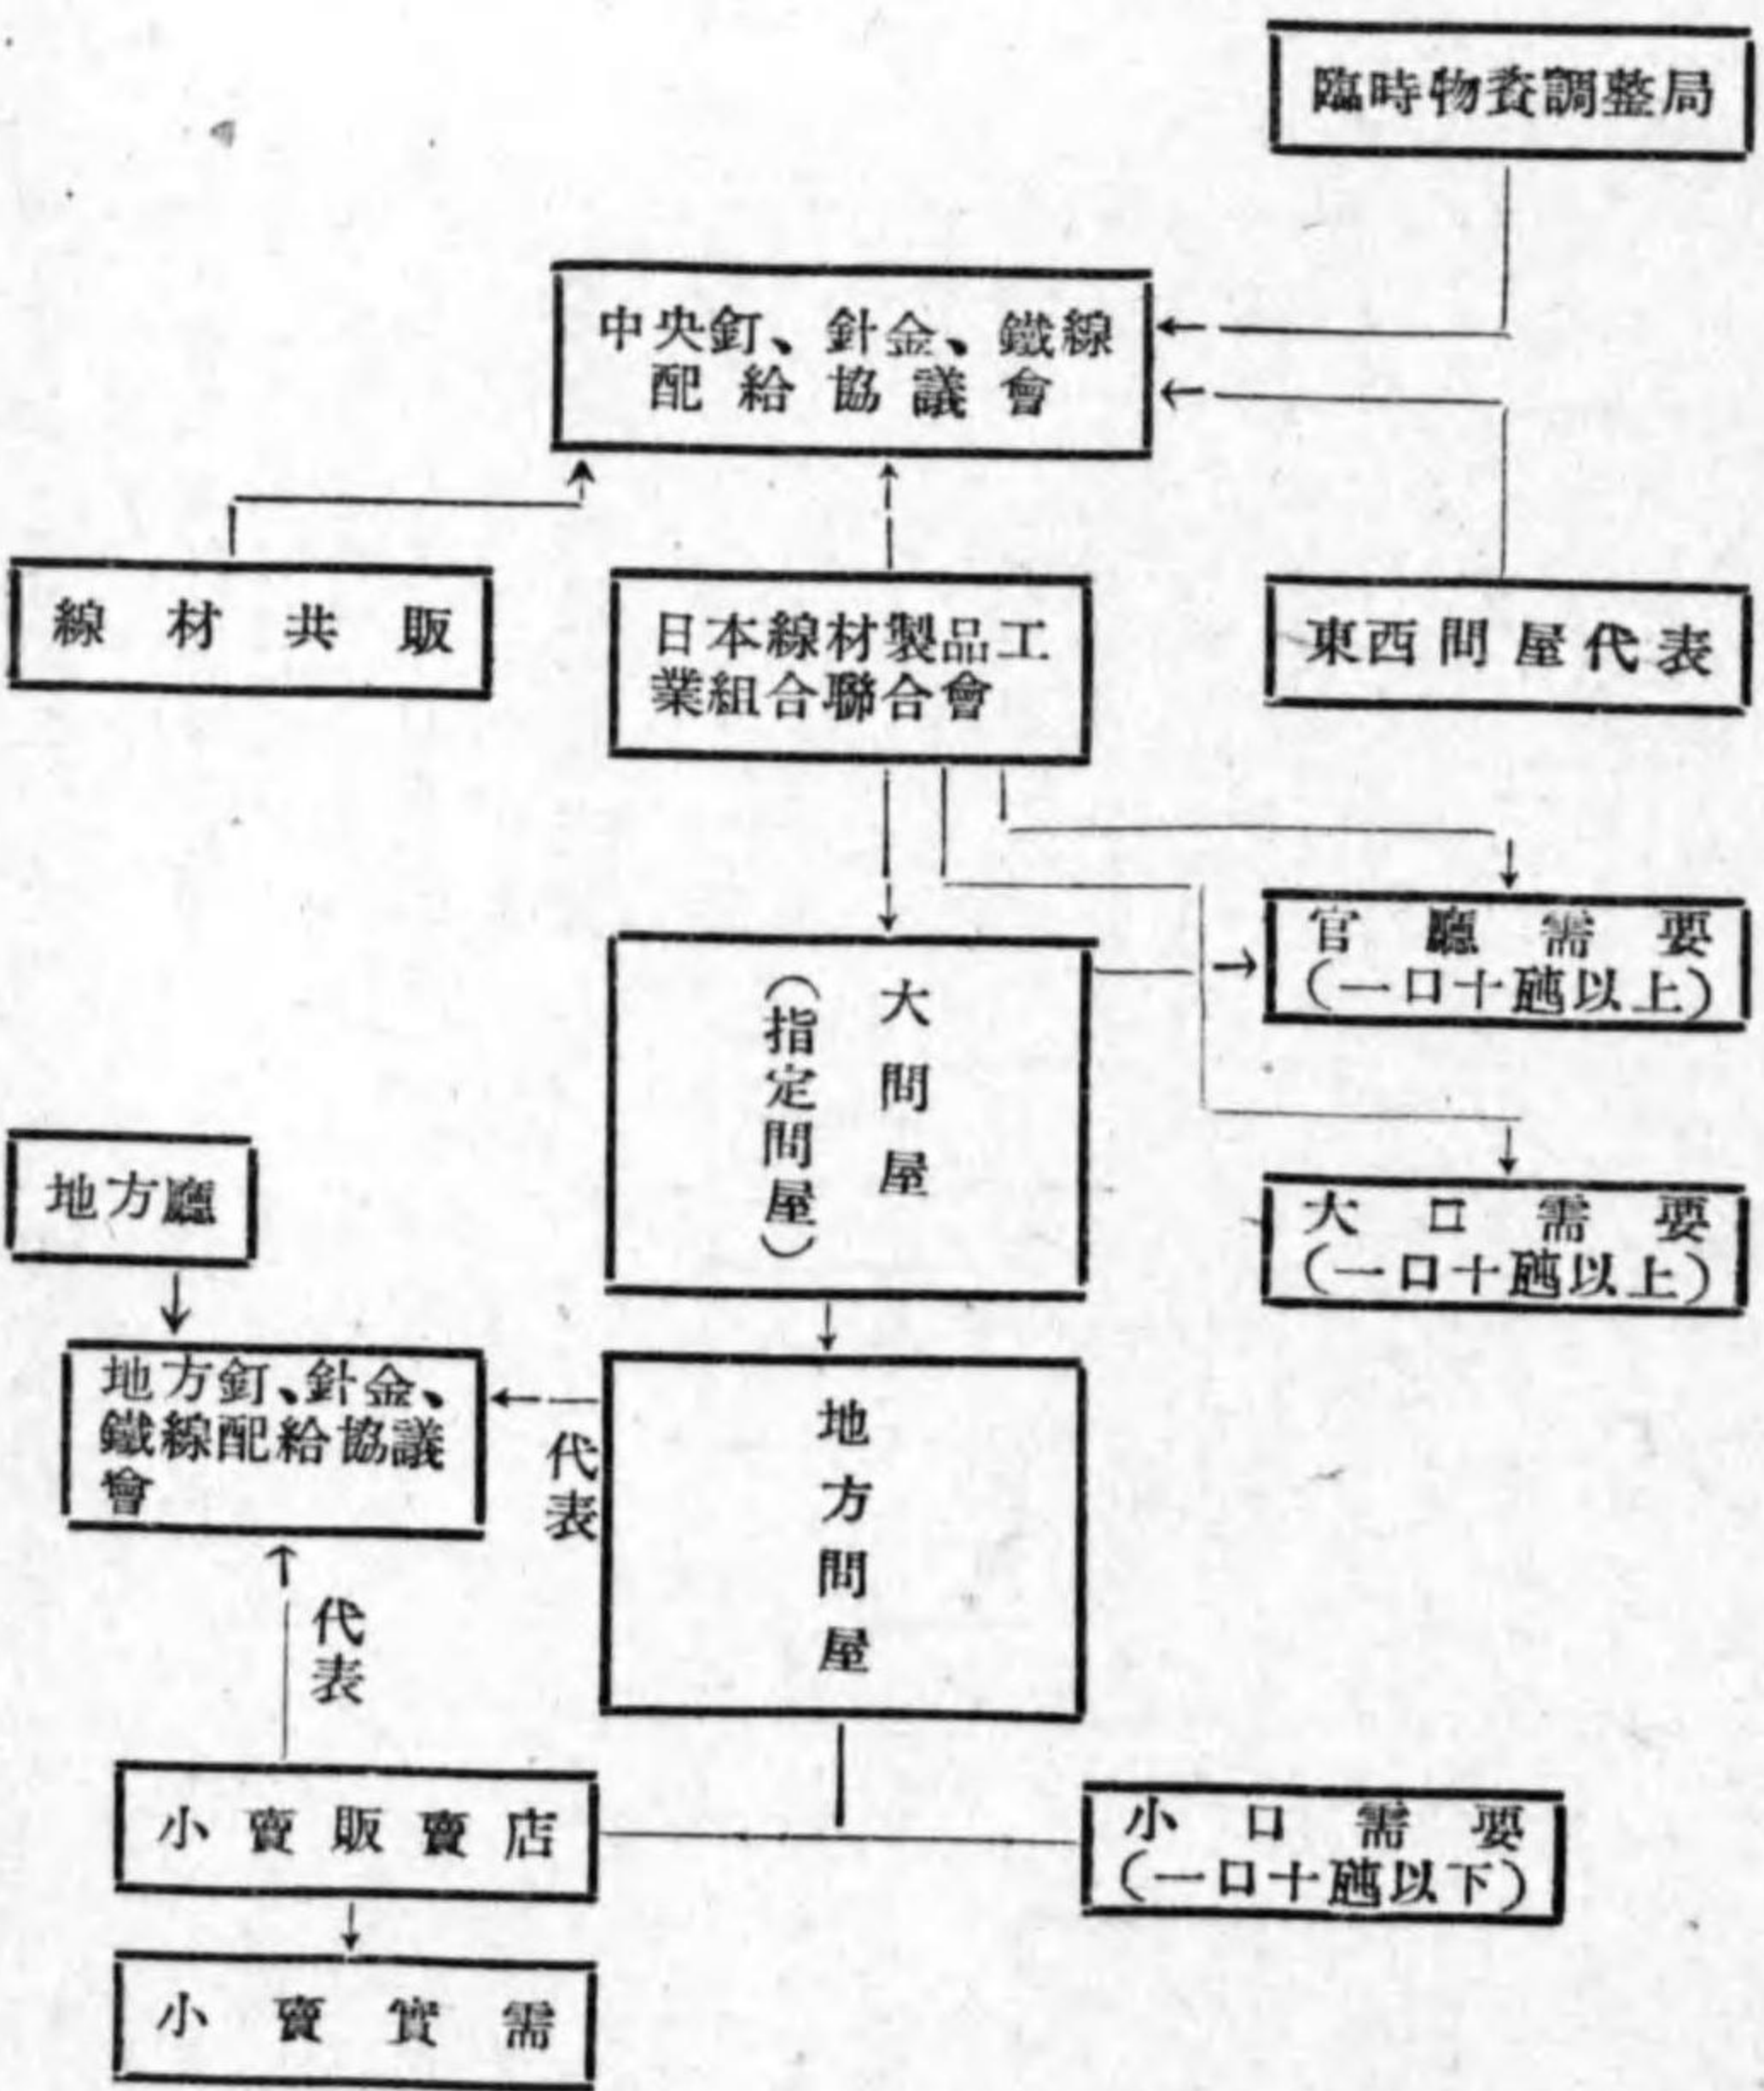 臨時物資調整局
中央釘、針金、鐵線
配給協議會
線材共販
日本線材製品工
業組合聯合會
東西問屋代表
官廳需要
(一口十瓲以上)
大問屋
(指定問屋)
大口需要
(一口十瓲以上)
地方廳
地方釘、針金、
鐵線配給協議
會
代表
地方問屋
代表
小賣販賣店
小口需要
(一口十瓲以下)
小賣實需